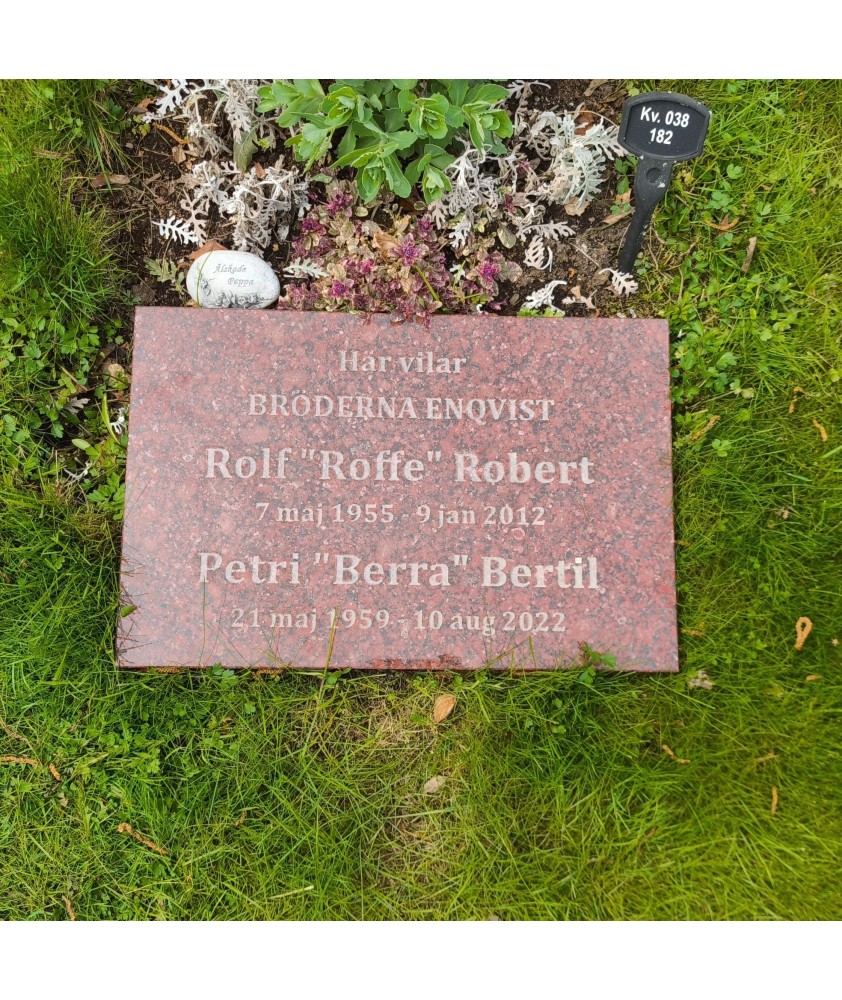 Kv. 038
182
Älskade
Pappa
Här vilar
BRÖDERNA ENQVIST
Rolf "Roffe" Robert
7 maj 1955 - 9 jan 2012
Petri "Berra" Bertil
21 maj 1959 - 10 aug 2022